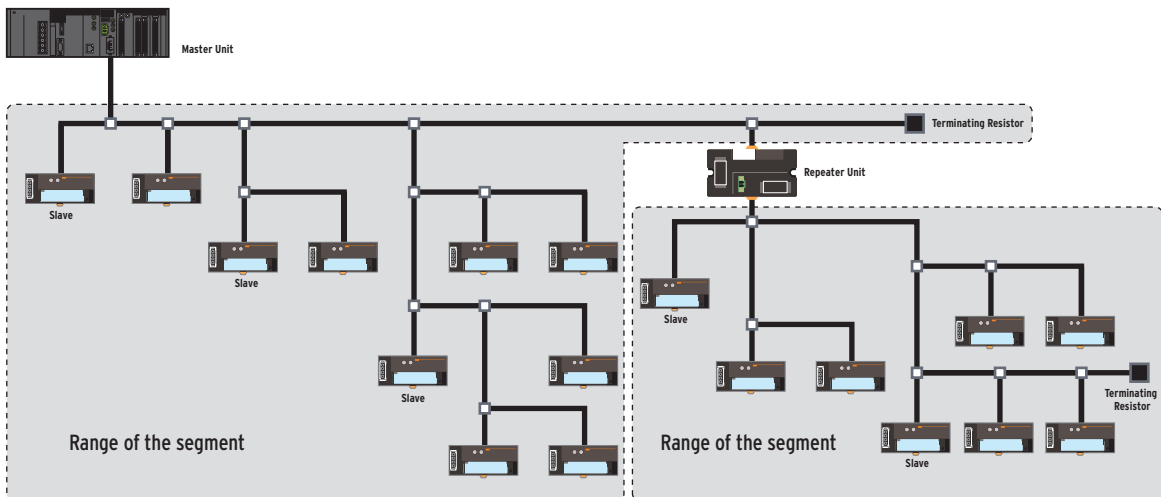 Master Unit
Terminating Resistor
Repeater Unit
Slave
Slave
Slave
Slave
Terminating
Resistor
Slave
Range of the segment
Range of the segment